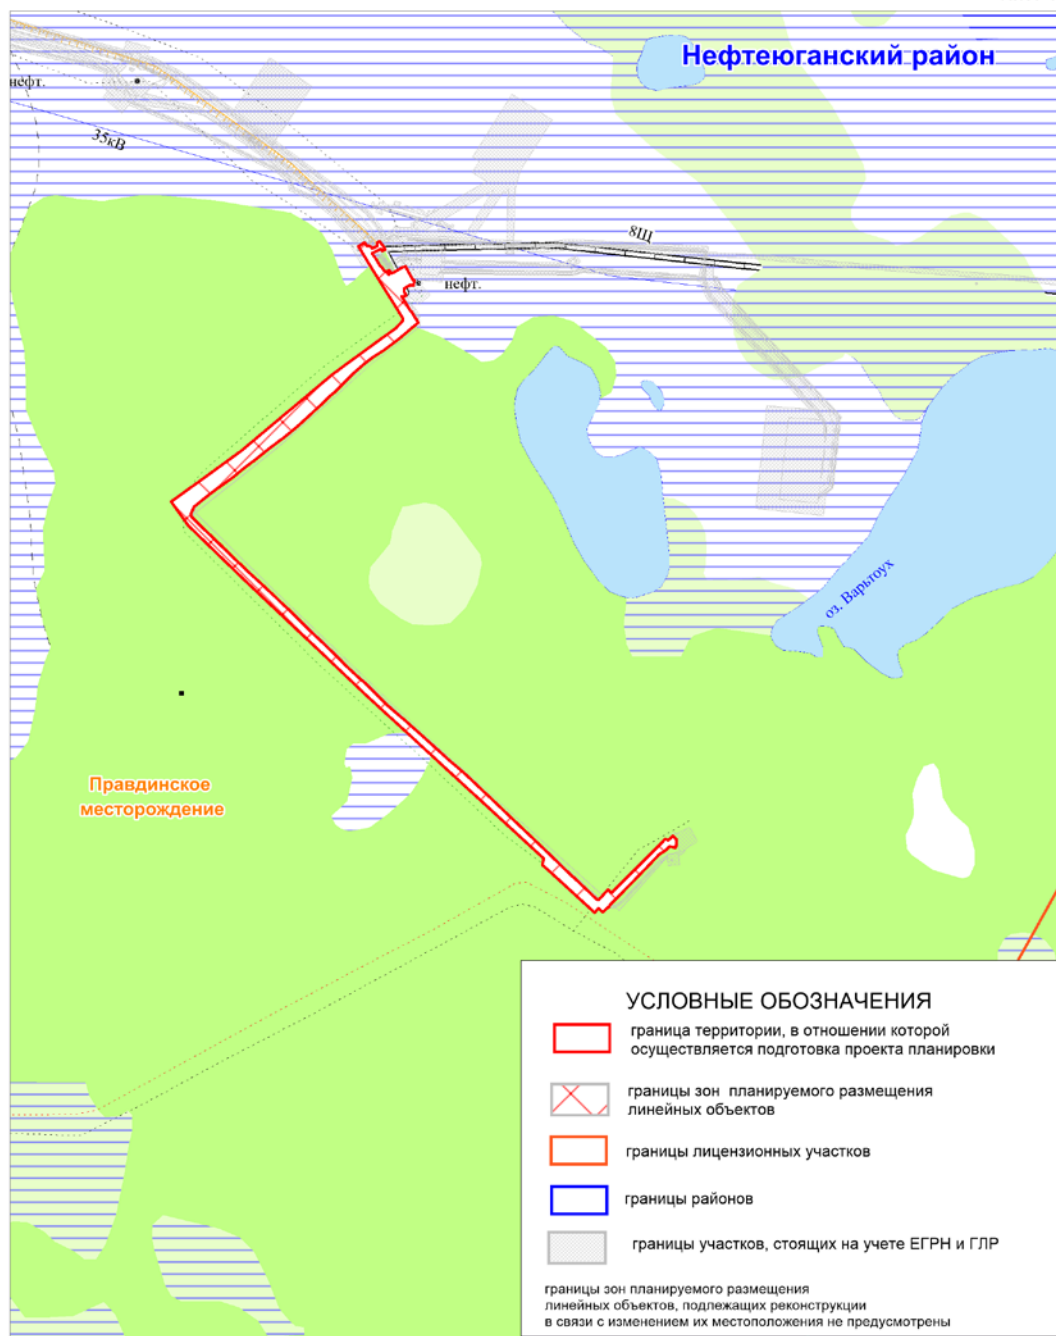 Нефтеюганский район
нефт.
35кВ
8Щ
нефт.
оз. Варьтоух
Правдинское
месторождение
УСЛОВНЫЕ ОБОЗНАЧЕНИЯ
граница территории, в отношении которой
осуществляется подготовка проекта планировки
границы зон планируемого размещения
линейных объектов
границы лицензионных участков
границы районов
границы участков, стоящих на учете ЕГРН и ГЛР
границы зон планируемого размещения
линейных объектов, подлежащих реконструкции
в связи с изменением их местоположения не предусмотрены